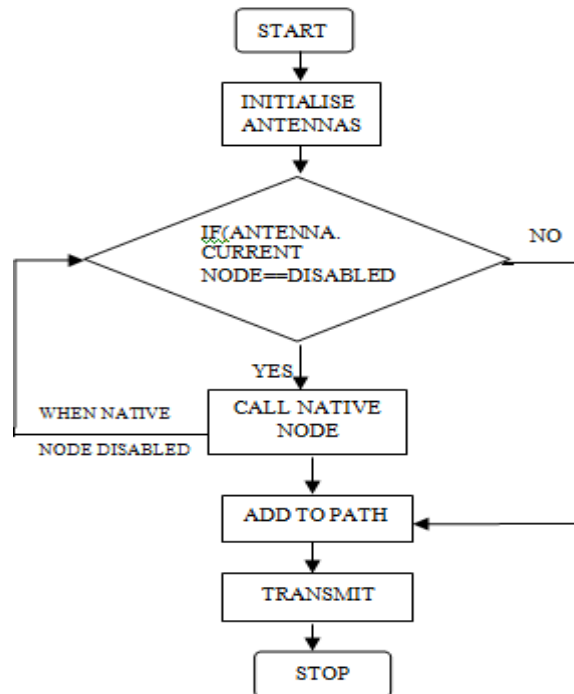 START
INITIALISE
ANTENNAS
IF(ANTENNA.
CURRENT
NODE==DISABLED
NO
YES
CALL NATIVE
NODE
WHEN NATIVE
NODE DISABLED
ADD TO PATH
TRANSMIT
STOP